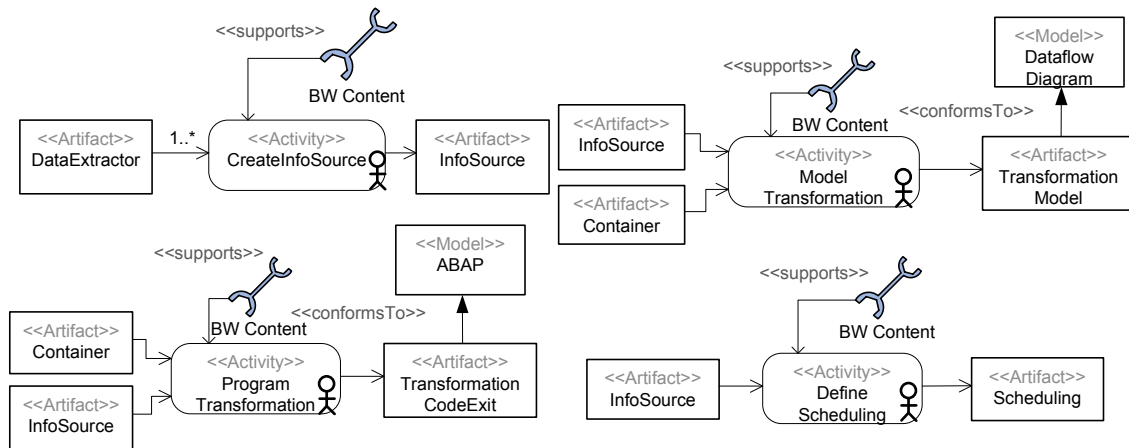 <<supports>>
BW Content
<<Artifact>>
DataExtractor
1..*
<<Activity>>
CreateInfoSource
<<Artifact>>
InfoSource
<<Model>>
Dataflow
Diagram
<<supports>>
<<conformsTo>>
BW Content
<<Artifact>>
InfoSource
<<Artifact>>
Container
<<Activity>>
Model
Transformation
<<Artifact>>
Transformation
Model
<<supports>>
<<Model>>
ABAP
<<conformsTo>>
BW Content
<<Artifact>>
Container
<<Artifact>>
InfoSource
<<Activity>>
Program
Transformation
<<Artifact>>
Transformation
CodeExit
<<supports>>
BW Content
<<Artifact>>
InfoSource
<<Activity>>
Define
Scheduling
<<Artifact>>
Scheduling